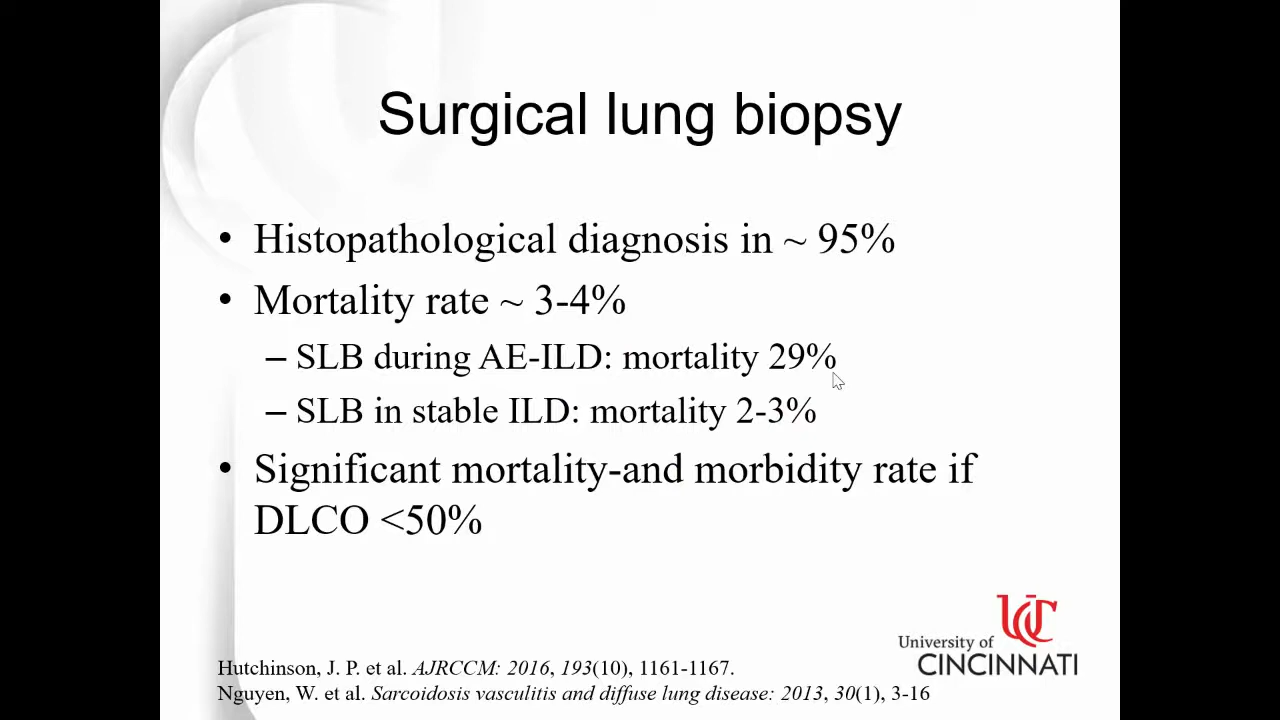 Surgical lung biopsy
• Histopathological diagnosis in ~ 95%
• Mortality rate ~ 3-4%
– SLB during AE-ILD: mortality 29%
– SLB in stable ILD: mortality 2-3%
• Significant mortality-and morbidity rate if
DLCO <50%
UC
University of
CINCINNATI
Hutchinson, J. P. et al. AJRCCM: 2016, 193(10), 1161-1167.
Nguyen, W. et al. Sarcoidosis vasculitis and diffuse lung disease: 2013, 30(1), 3-16